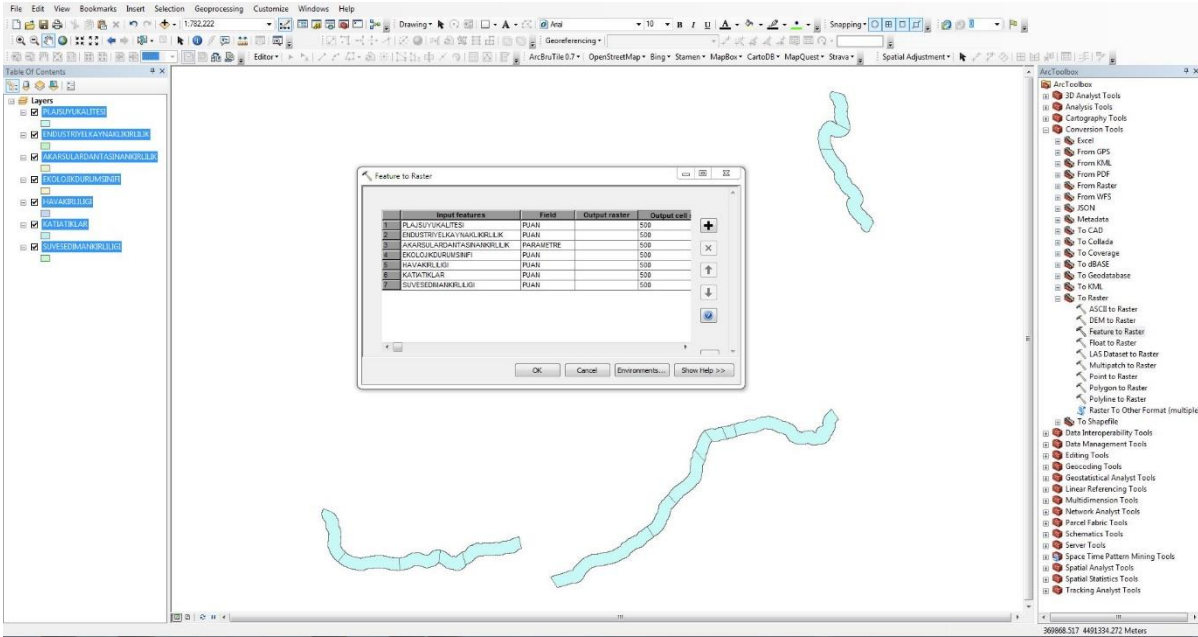 File Edit View Bookmarks Insert Selection Geoprocessing Customize Windows Help
1:782.222 Drawing Arial 10 B I U A Snapping
Georeferencing
Editor ArcBruTile 0.7 OpenStreetMap Bing Stamen MapBox CartoDB MapQuest Strava Spatial Adjustment
Table Of Contents
Layers
PLAJSUYUKALITESI
ENDUSTRIYELKAYNAKLIKIRLILIK
AKARSULARDANTASINANKIRLILIK
EKOLOJIKDURUMSINIFI
HAVAKIRLILIGI
KATIATIKLAR
SUVESEDIMANKIRLILIGI
Feature to Raster
Input features Field Output raster Output cell
1 PLAJSUYUKALITESI PUAN 500
2 ENDUSTRIYELKAYNAKLIKIRLILIK PUAN 500
3 AKARSULARDANTASINANKIRLILIK PARAMETRE 500
4 EKOLOJIKDURUMSINIFI PUAN 500
5 HAVAKIRLILIGI PUAN 500
6 KATIATIKLAR PUAN 500
7 SUVESEDIMANKIRLILIGI PUAN 500
OK Cancel Environments... Show Help >>
ArcToolbox
ArcToolbox
3D Analyst Tools
Analysis Tools
Cartography Tools
Conversion Tools
Excel
From GPS
From KML
From PDF
From Raster
From WFS
JSON
Metadata
To CAD
To Collada
To Coverage
To dBASE
To Geodatabase
To KML
To Raster
ASCII to Raster
DEM to Raster
Feature to Raster
Float to Raster
LAS Dataset to Raster
Multipatch to Raster
Point to Raster
Polygon to Raster
Polyline to Raster
Raster To Other Format (multiple
To Shapefile
Data Interoperability Tools
Data Management Tools
Editing Tools
Geocoding Tools
Geostatistical Analyst Tools
Linear Referencing Tools
Multidimension Tools
Network Analyst Tools
Parcel Fabric Tools
Schematics Tools
Server Tools
Space Time Pattern Mining Tools
Spatial Analyst Tools
Spatial Statistics Tools
Tracking Analyst Tools
369868.517 4491334.272 Meters